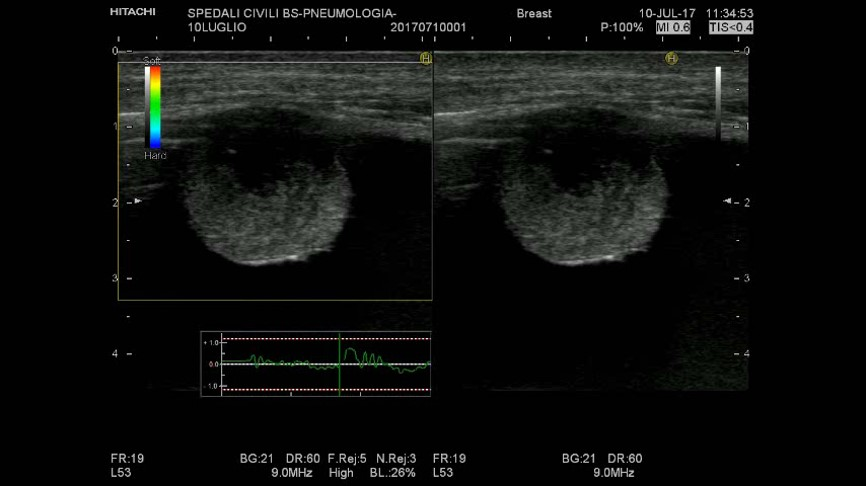 HITACHI SPEDALI CIVILI BS-PNEUMOLOGIA- Breast 10-JUL-17 11:34:53
10LUGLIO 20170710001 P:100% MI 0.6 TIS<0.4
Soft
Hard
0
1
2
3
4
0
1
2
3
4
+ 1.0
0.0
- 1.0
FR:19 BG:21 DR:60 F.Rej:5 N.Rej:3 FR:19 BG:21 DR:60
L53 9.0MHz High BL.:26% L53 9.0MHz